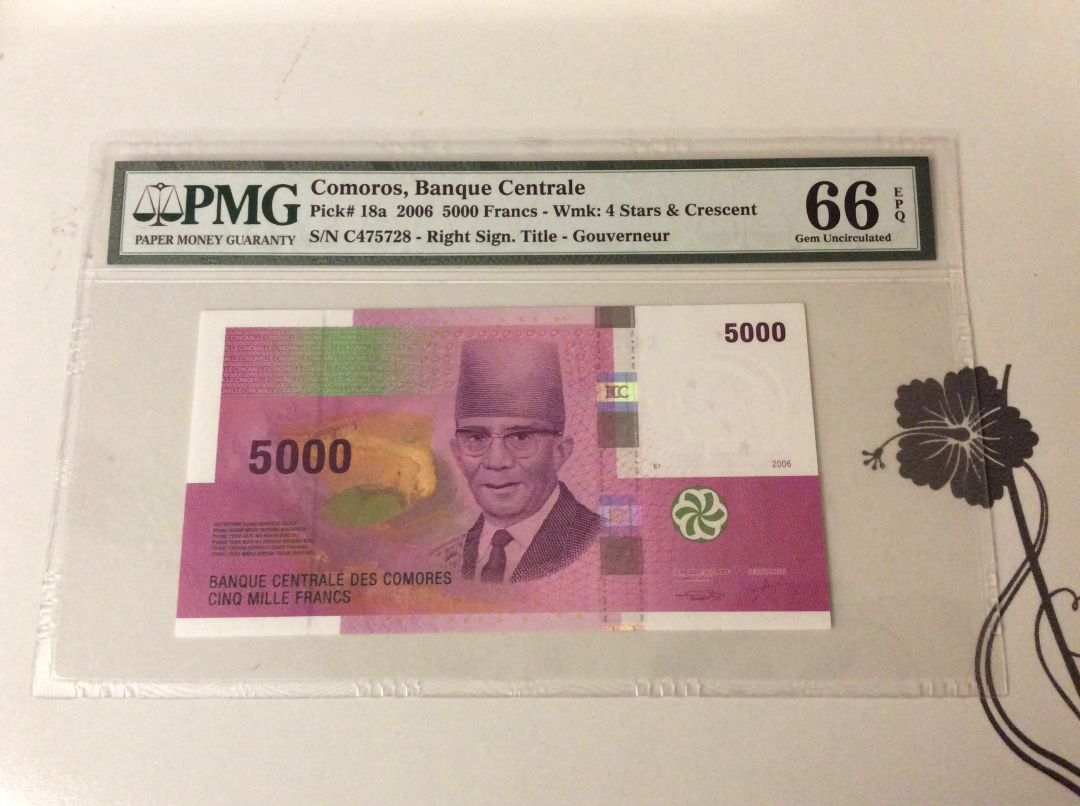 PMG
PAPER MONEY GUARANTY
Comoros, Banque Centrale
Pick# 18a 2006 5000 Francs - Wmk: 4 Stars & Crescent
S/N C475728 - Right Sign. Title - Gouverneur
66 EPQ
Gem Uncirculated
5000
5000
E1
2006
BANQUE CENTRALE DES COMORES
CINQ MILLE FRANCS